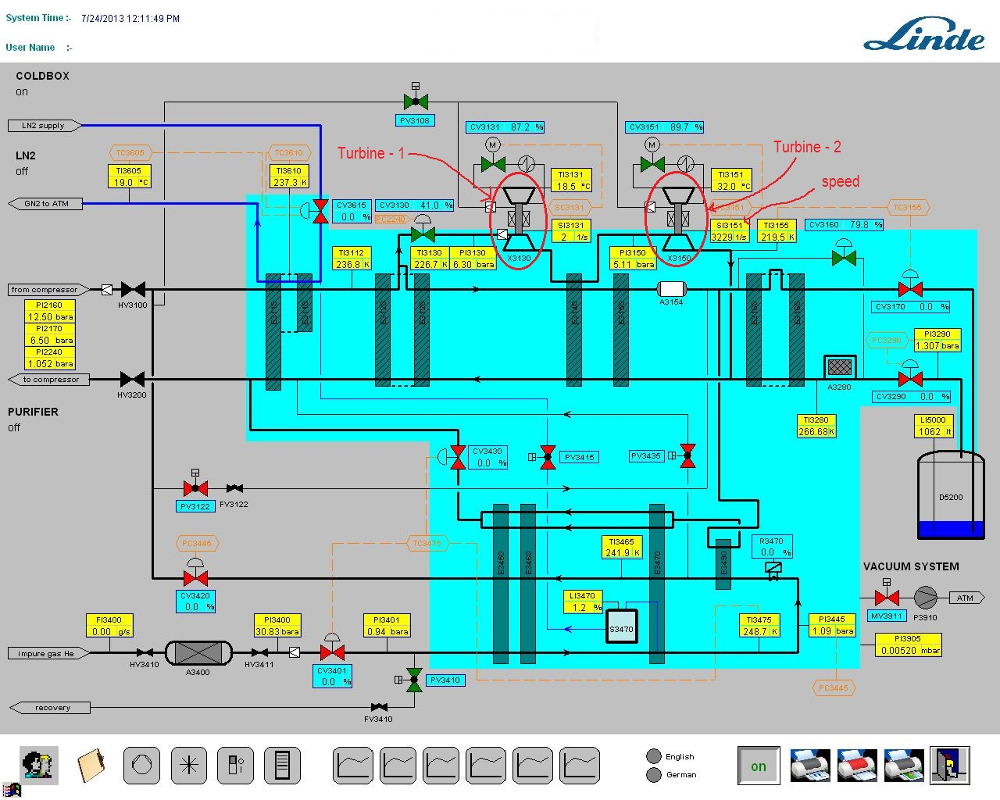 System Time :- 7/24/2013 12:11:49 PM
Linde
User Name :-
COLDBOX
on
PV3108
LN2 supply
CV3131 87.2 %
CV3151 89.7 %
M
M
Turbine - 1
Turbine - 2
LN2
off
TC3605
TC3610
TI3605
19.0 °C
TI3610
237.3 K
TI3131
18.5 °C
TI3151
32.0 °C
speed
GN2 to ATM
CV3615
0.0 %
CV3130 41.0 %
PC2240
SC3131
SC3151
TC3155
SI3131
2 1/s
SI3151
3229 1/s
TI3155
219.5 K
CV3160 79.8 %
TI3112
236.8 K
TI3130
226.7 K
PI3130
6.30 bara
X3130
PI3150
5.11 bara
X3150
from compressor
HV3100
A3154
CV3170 0.0 %
PI2160
12.50 bara
PI2170
6.50 bara
PI2240
1.052 bara
E3110
E3110
E3120
E3120
E3140
E3150
E3160
E3160
PC3290
PI3290
1.307 bara
to compressor
HV3200
A3280
CV3290 0.0 %
PURIFIER
off
TI3280
266.68 K
LI5000
1062 lt
CV3430
0.0 %
PV3415
PV3435
D5200
PV3122
FV3122
PC3445
TC3475
TI3465
241.9 K
R3470
0.0 %
E3450
E3460
E3470
E3490
VACUUM SYSTEM
CV3420
0.0 %
LI3470
1.2 %
S3470
MV3911
P3910
ATM
FI3400
0.00 g/s
PI3400
30.83 bara
PI3401
0.94 bara
TI3475
248.7 K
PI3445
1.09 bara
PI3905
0.00520 mbar
impure gas He
HV3410
A3400
HV3411
CV3401
0.0 %
PV3410
PC3445
recovery
FV3410
English
German
on